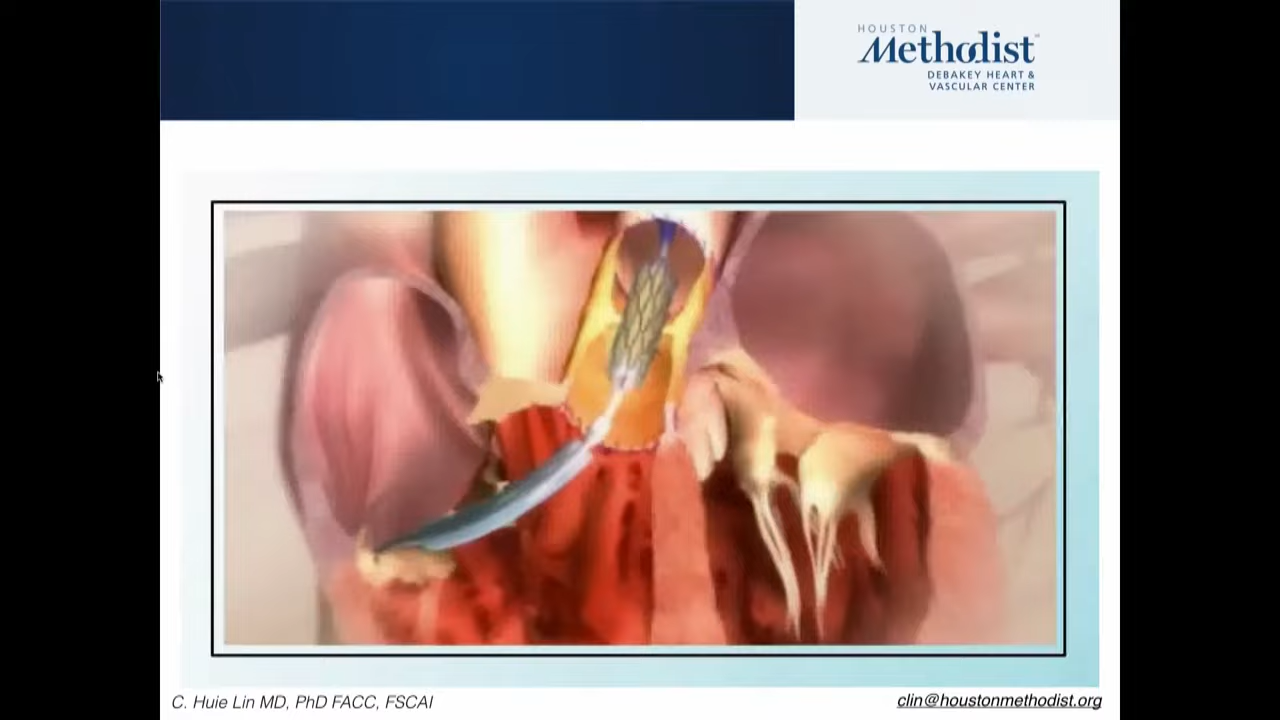 HOUSTON
Methodist
DEBAKEY HEART &
VASCULAR CENTER
C. Huie Lin MD, PhD FACC, FSCAI
clin@houstonmethodist.org